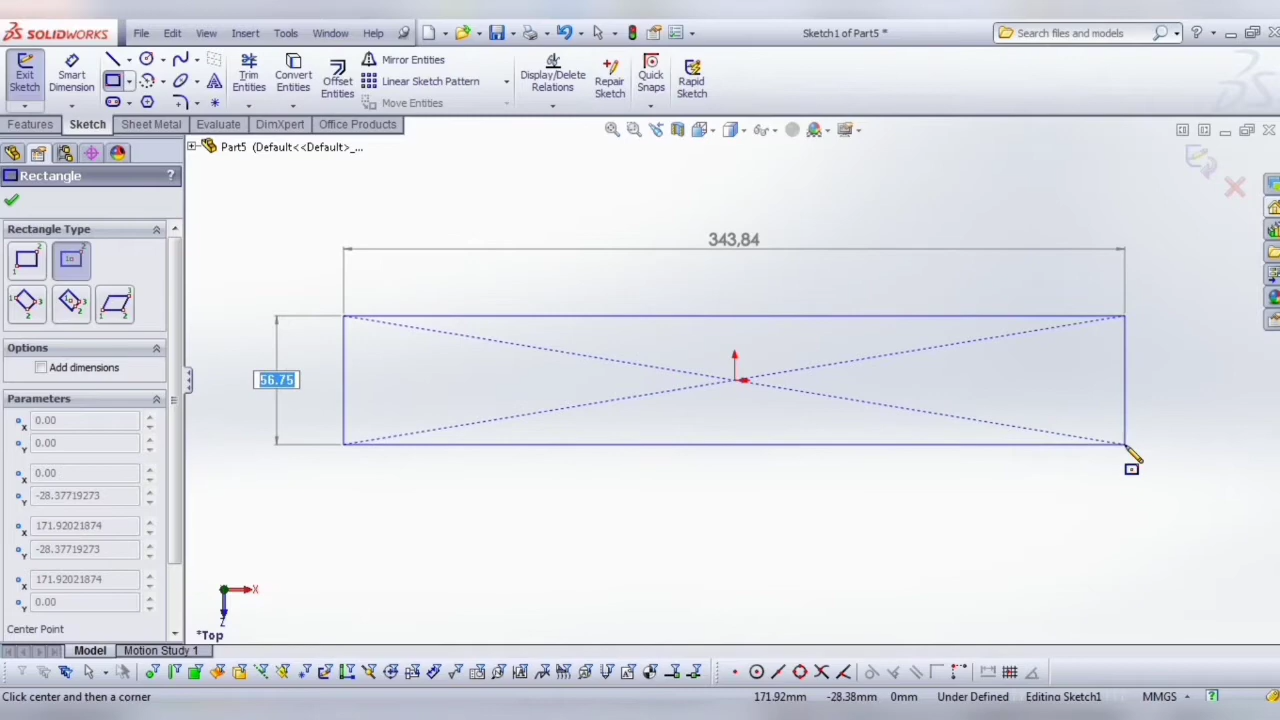 SOLIDWORKS File Edit View Insert Tools Window Help Sketch1 of Part5 * Search files and models
Exit Sketch
Smart Dimension
Trim Entities
Convert Entities
Offset Entities
Mirror Entities
Linear Sketch Pattern
Move Entities
Display/Delete Relations
Repair Sketch
Quick Snaps
Rapid Sketch
Features Sketch Sheet Metal Evaluate DimXpert Office Products
Part5 (Default<<Default>_...
Rectangle ?
Rectangle Type
Options
Add dimensions
Parameters
0.00
0.00
0.00
-28.37719273
171.92021874
-28.37719273
171.92021874
0.00
Center Point
343,84
56.75
X
Z
*Top
Model Motion Study 1
Click center and then a corner 171.92mm -28.38mm 0mm Under Defined Editing Sketch1 MMGS